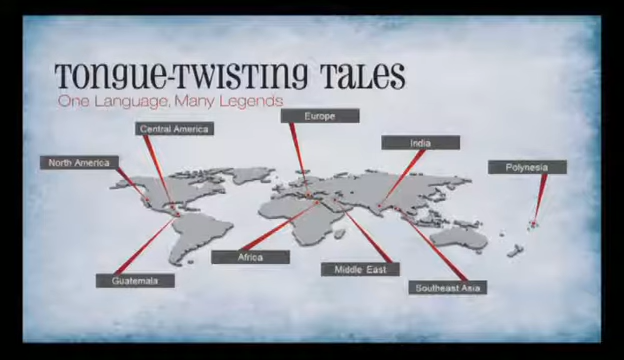 Tongue-Twisting Tales
One Language, Many Legends
Europe
Central America
India
North America
Polynesia
Africa
Middle East
Guatemala
Southeast Asia